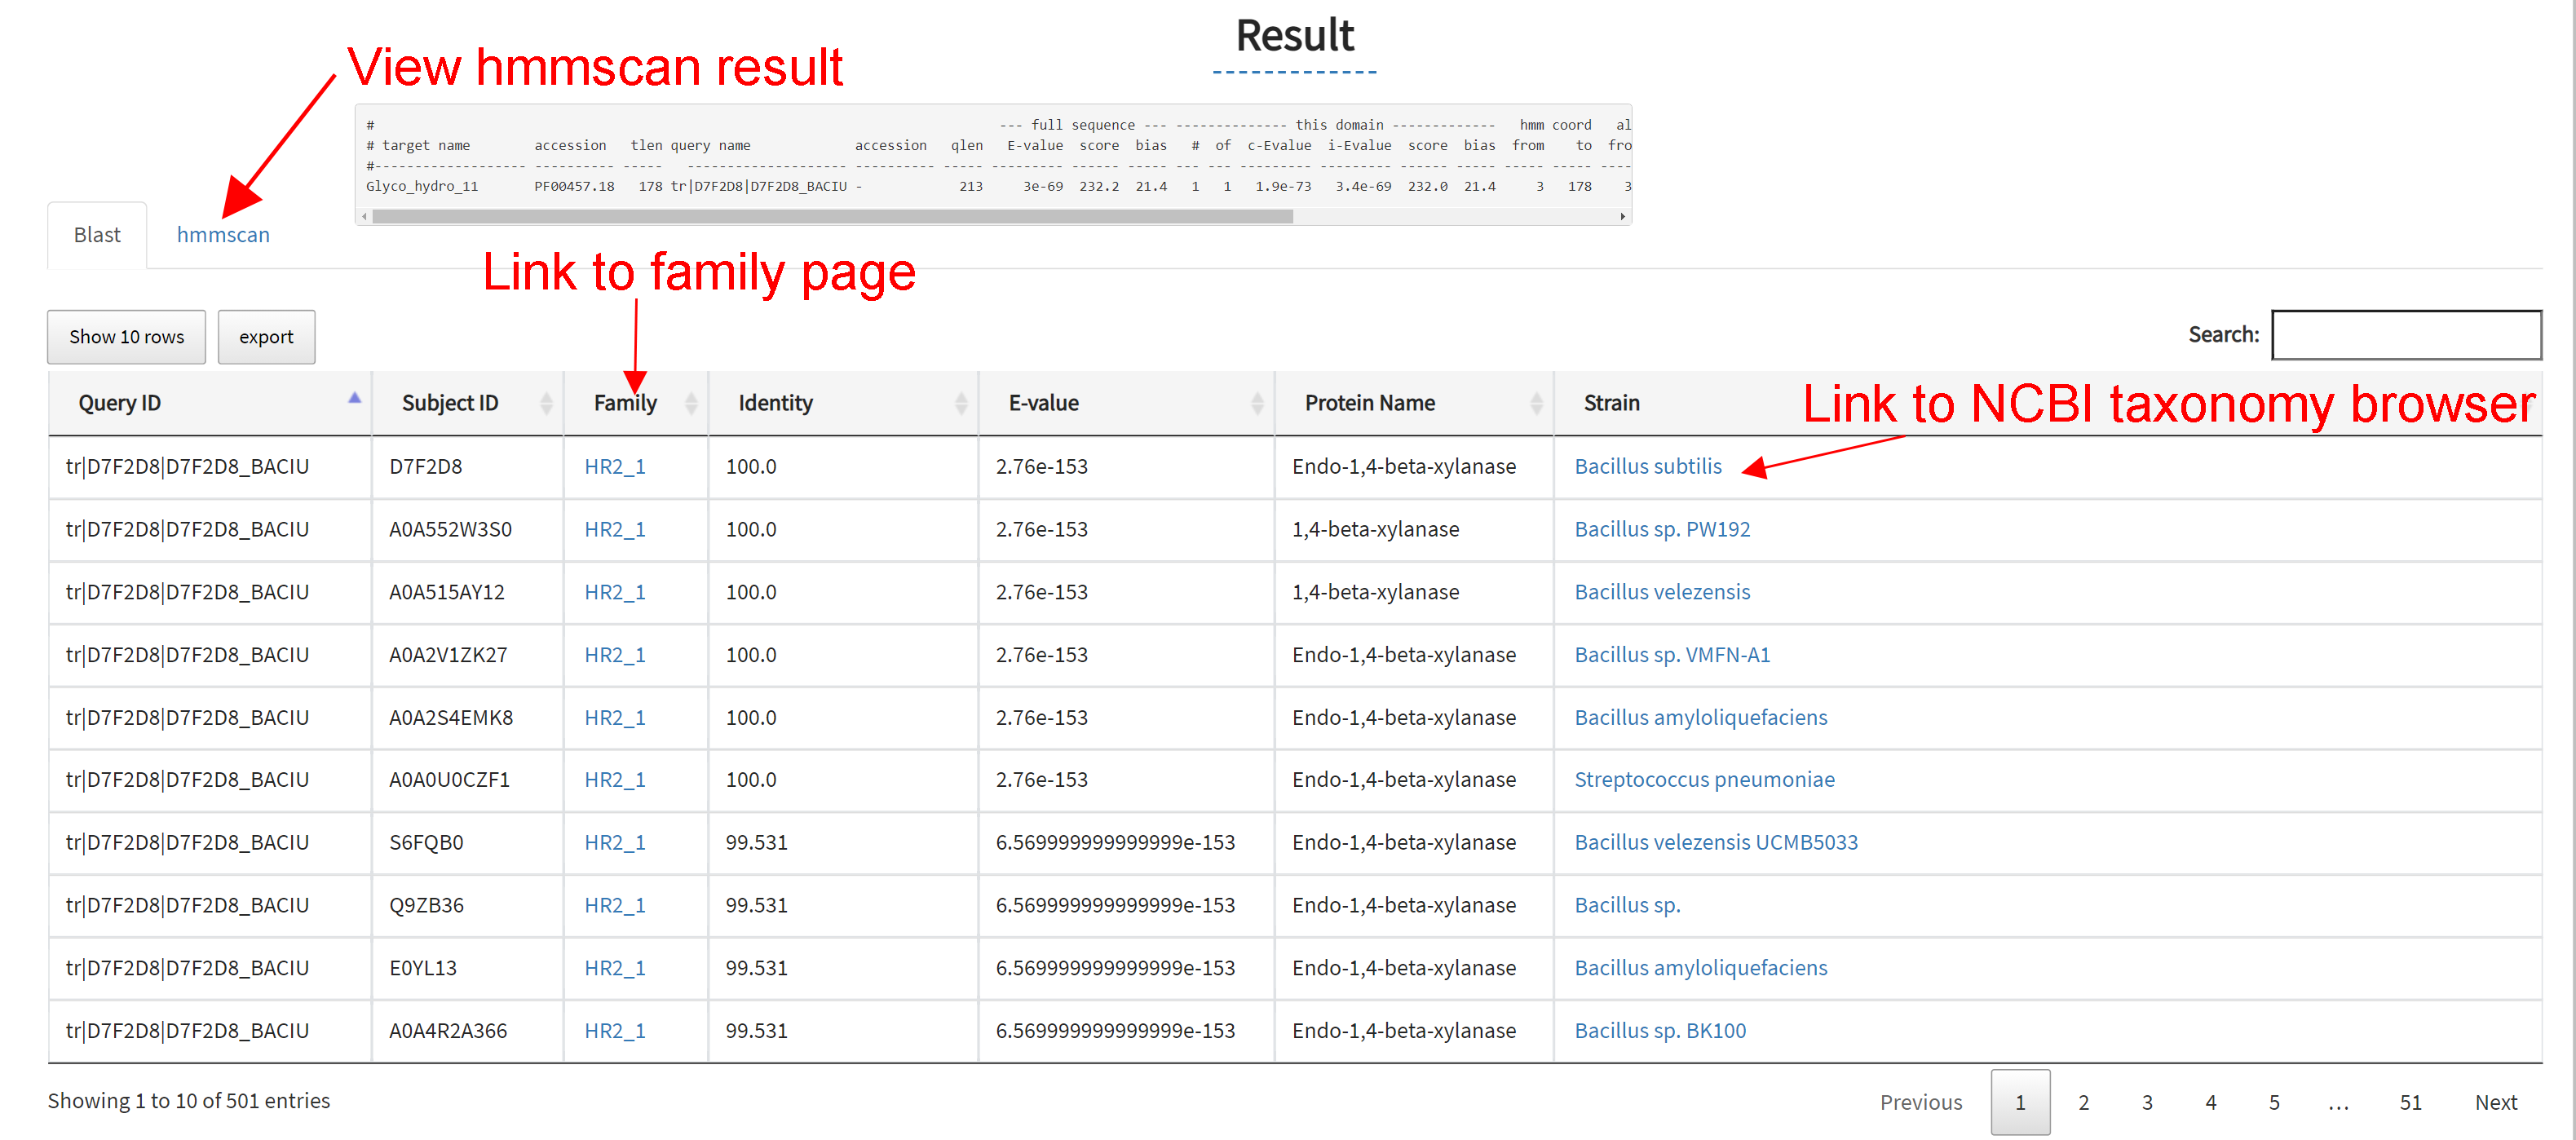 Result
View hmmscan result
# --- full sequence --- -------------- this domain ------------- hmm coord al
# target name accession tlen query name accession qlen E-value score bias # of c-Evalue i-Evalue score bias from to fro
#------------------- ---------- ----- -------------------- ---------- ----- --------- ------ ----- --- --- --------- --------- ------ ----- ----- ----- ----
Glyco_hydro_11 PF00457.18 178 tr|D7F2D8|D7F2D8_BACIU - 213 3e-69 232.2 21.4 1 1 1.9e-73 3.4e-69 232.0 21.4 3 178 3
Blast hmmscan
Link to family page
Show 10 rows export Search:
Query ID Subject ID Family Identity E-value Protein Name Strain
Link to NCBI taxonomy browser
tr|D7F2D8|D7F2D8_BACIU D7F2D8 HR2_1 100.0 2.76e-153 Endo-1,4-beta-xylanase Bacillus subtilis
tr|D7F2D8|D7F2D8_BACIU A0A552W3S0 HR2_1 100.0 2.76e-153 1,4-beta-xylanase Bacillus sp. PW192
tr|D7F2D8|D7F2D8_BACIU A0A515AY12 HR2_1 100.0 2.76e-153 1,4-beta-xylanase Bacillus velezensis
tr|D7F2D8|D7F2D8_BACIU A0A2V1ZK27 HR2_1 100.0 2.76e-153 Endo-1,4-beta-xylanase Bacillus sp. VMFN-A1
tr|D7F2D8|D7F2D8_BACIU A0A2S4EMK8 HR2_1 100.0 2.76e-153 Endo-1,4-beta-xylanase Bacillus amyloliquefaciens
tr|D7F2D8|D7F2D8_BACIU A0A0U0CZF1 HR2_1 100.0 2.76e-153 Endo-1,4-beta-xylanase Streptococcus pneumoniae
tr|D7F2D8|D7F2D8_BACIU S6FQB0 HR2_1 99.531 6.569999999999999e-153 Endo-1,4-beta-xylanase Bacillus velezensis UCMB5033
tr|D7F2D8|D7F2D8_BACIU Q9ZB36 HR2_1 99.531 6.569999999999999e-153 Endo-1,4-beta-xylanase Bacillus sp.
tr|D7F2D8|D7F2D8_BACIU E0YL13 HR2_1 99.531 6.569999999999999e-153 Endo-1,4-beta-xylanase Bacillus amyloliquefaciens
tr|D7F2D8|D7F2D8_BACIU A0A4R2A366 HR2_1 99.531 6.569999999999999e-153 Endo-1,4-beta-xylanase Bacillus sp. BK100
Showing 1 to 10 of 501 entries Previous 1 2 3 4 5 … 51 Next